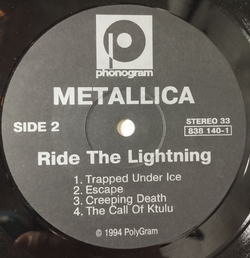 phonogram
METALLICA
SIDE 2
STEREO 33
838 140-1
Ride The Lightning
1. Trapped Under Ice
2. Escape
3. Creeping Death
4. The Call Of Ktulu
© 1994 PolyGram